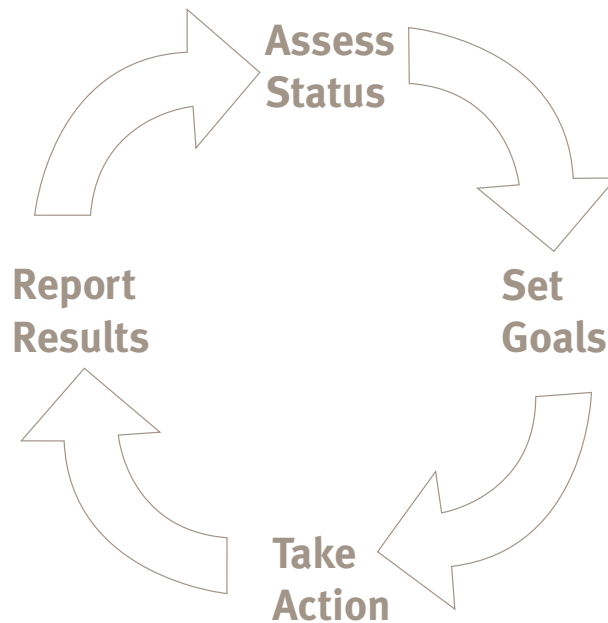 Assess
Status
Set
Goals
Take
Action
Report
Results